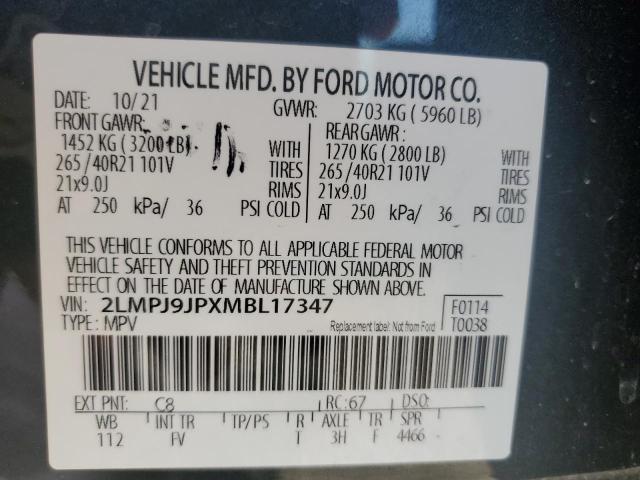 VEHICLE MFD. BY FORD MOTOR CO.
DATE: 10/21 GVWR: 2703 KG ( 5960 LB)
FRONT GAWR: REAR GAWR:
1452 KG ( 3200 LB) WITH 1270 KG ( 2800 LB) WITH
265/40R21 101V TIRES 265/40R21 101V TIRES
21x9.0J RIMS 21x9.0J RIMS
AT 250 kPa/ 36 PSI COLD AT 250 kPa/ 36 PSI COLD
THIS VEHICLE CONFORMS TO ALL APPLICABLE FEDERAL MOTOR
VEHICLE SAFETY AND THEFT PREVENTION STANDARDS IN
EFFECT ON THE DATE OF MANUFACTURE SHOWN ABOVE.
VIN: 2LMPJ9JPXMBL17347 F0114
TYPE: MPV Replacement label: Not from Ford T0038
EXT PNT: C8 RC: 67 DSO:
WB INT TR TP/PS R AXLE TR SPR
112 FV T 3H F 4466